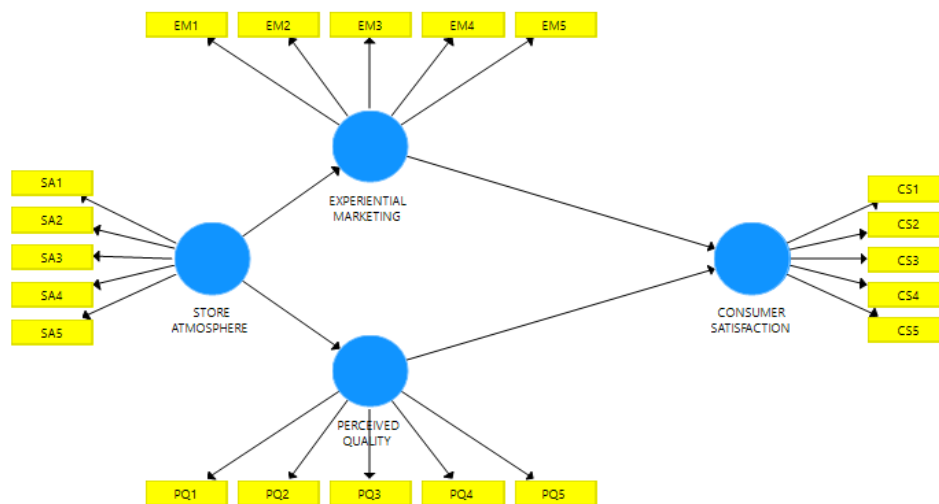 EM1
EM2
EM3
EM4
EM5
EXPERIENTIAL
MARKETING
SA1
SA2
SA3
SA4
SA5
STORE
ATMOSPHERE
CS1
CS2
CS3
CS4
CS5
CONSUMER
SATISFACTION
PERCEIVED
QUALITY
PQ1
PQ2
PQ3
PQ4
PQ5